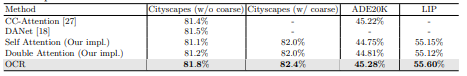 Method Cityscapes (w/o coarse) Cityscapes (w/ coarse) ADE20K LIP
CC-Attention [27] 81.4% - 45.22% -
DANet [18] 81.5% - - -
Self Attention (Our impl.) 81.1% 82.0% 44.75% 55.15%
Double Attention (Our impl.) 81.2% 82.0% 44.81% 55.12%
OCR 81.8% 82.4% 45.28% 55.60%